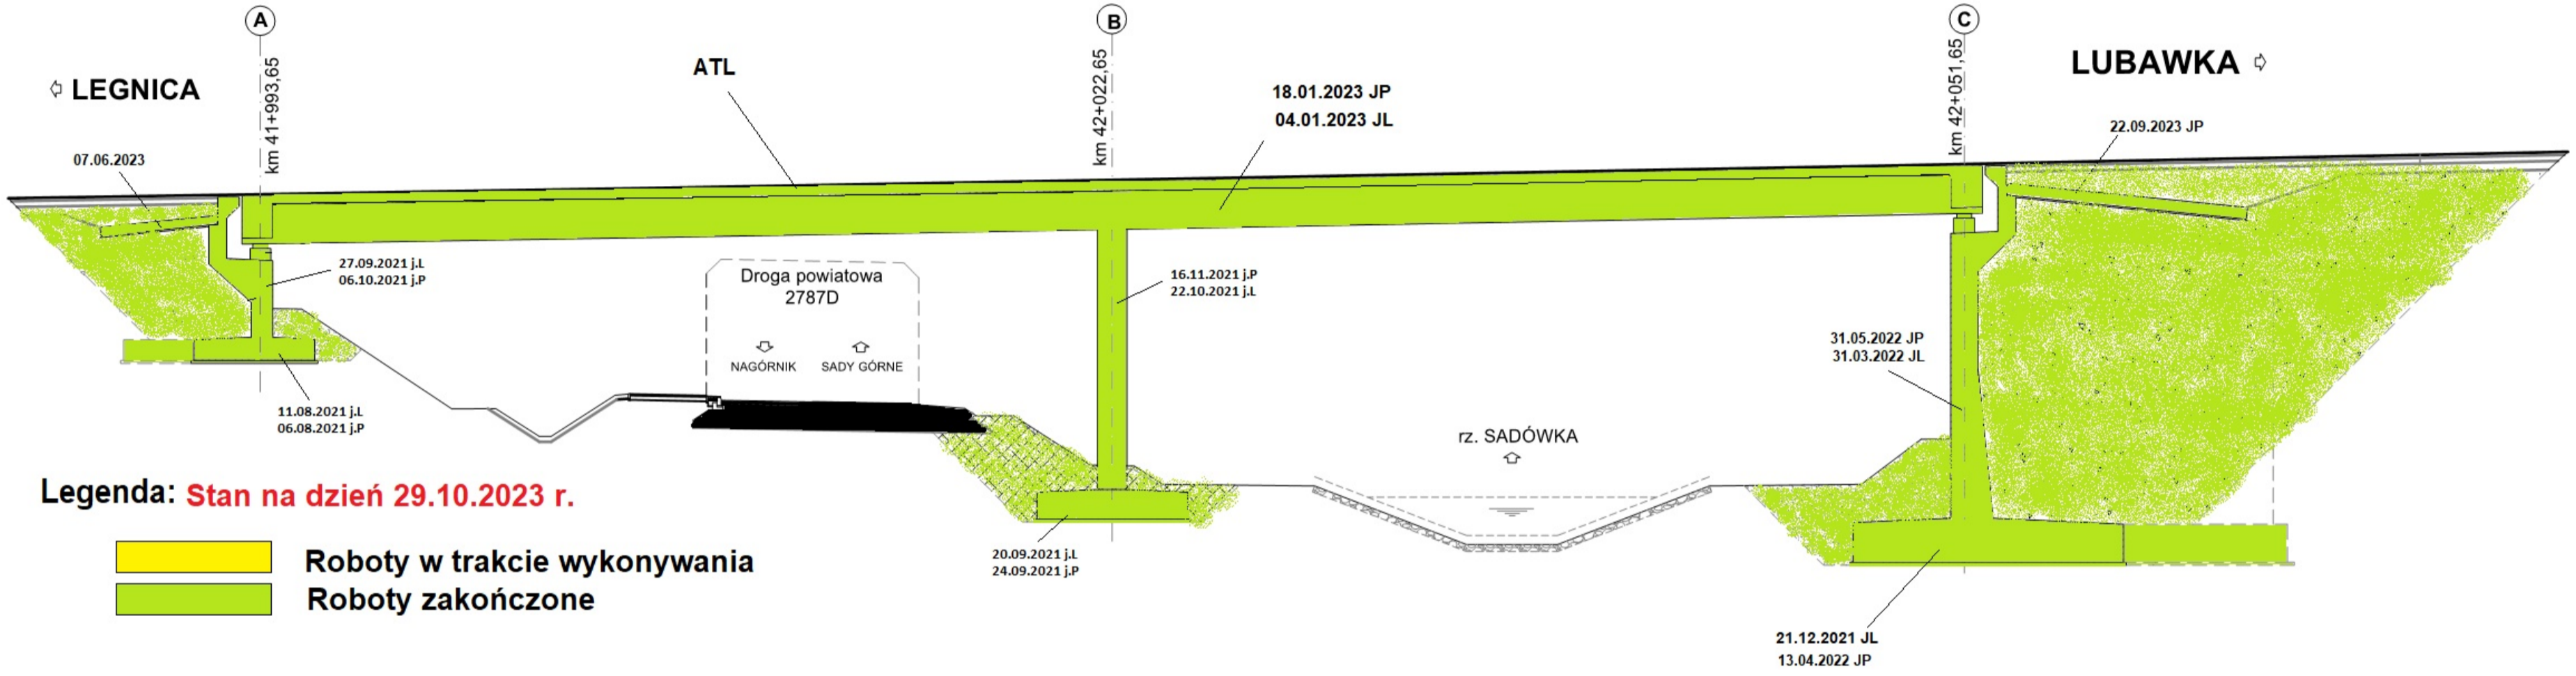 A
B
C
km 41+993,65
km 42+022,65
km 42+051,65
LEGNICA
ATL
18.01.2023 JP
04.01.2023 JL
LUBAWKA
07.06.2023
22.09.2023 JP
27.09.2021 j.L
06.10.2021 j.P
Droga powiatowa
2787D
NAGÓRNIK
SADY GÓRNE
16.11.2021 j.P
22.10.2021 j.L
31.05.2022 JP
31.03.2022 JL
11.08.2021 j.L
06.08.2021 j.P
rz. SADÓWKA
Legenda: Stan na dzień 29.10.2023 r.
20.09.2021 j.L
24.09.2021 j.P
Roboty w trakcie wykonywania
Roboty zakończone
21.12.2021 JL
13.04.2022 JP